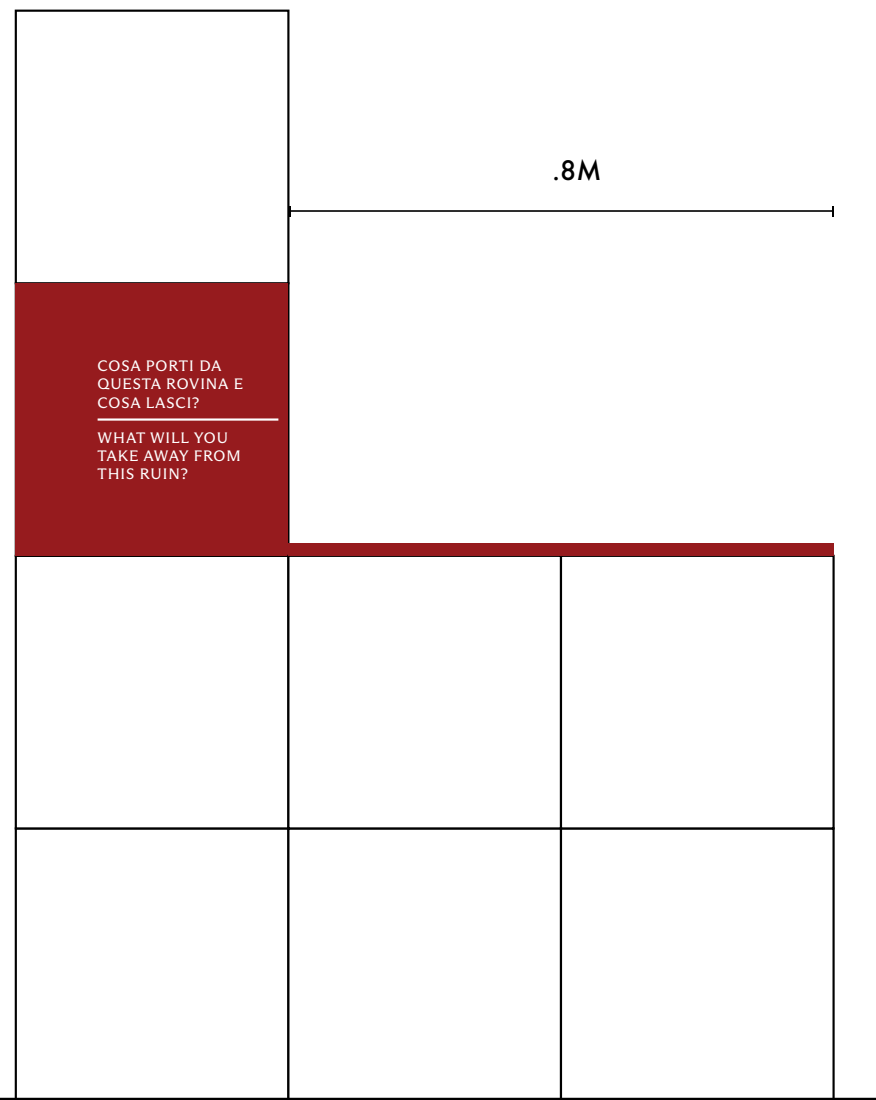 .8M
COSA PORTI DA
QUESTA ROVINA E
COSA LASCI?
WHAT WILL YOU
TAKE AWAY FROM
THIS RUIN?